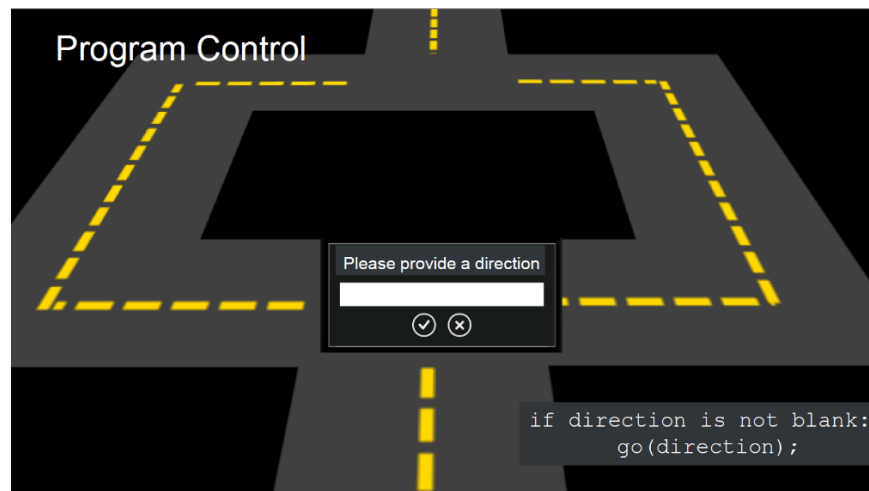 Program Control
Please provide a direction
if direction is not blank:
go(direction);